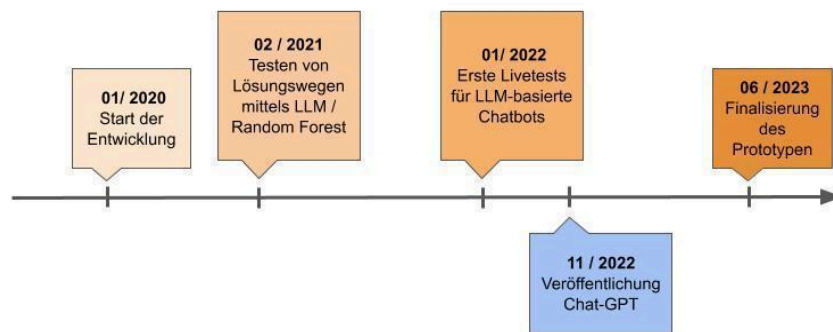 01/ 2020
Start der
Entwicklung
02 / 2021
Testen von
Lösungswegen
mittels LLM /
Random Forest
01/ 2022
Erste Livetests
für LLM-basierte
Chatbots
11 / 2022
Veröffentlichung
Chat-GPT
06 / 2023
Finalisierung
des
Prototypen